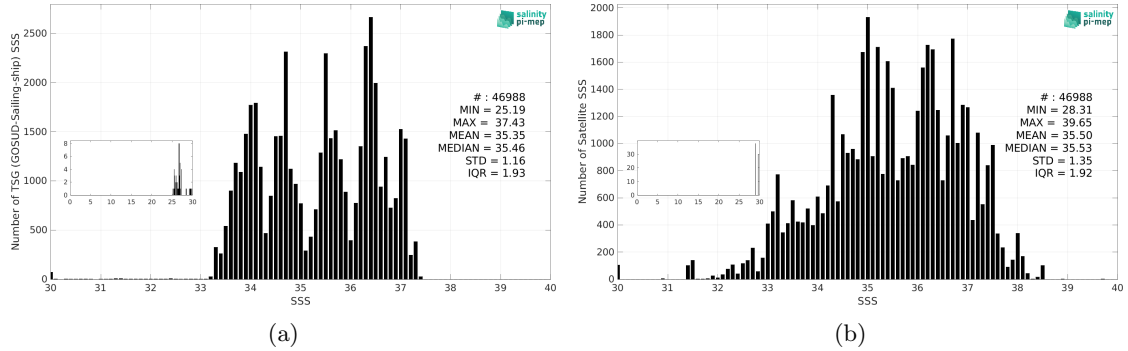 salinity
pi-mep
Number of TSG (GOSUD-Sailing-ship) SSS
2500
2000
1500
1000
500
0
# : 46988
MIN = 25.19
MAX = 37.43
MEAN = 35.35
MEDIAN = 35.46
STD = 1.16
IQR = 1.93
8
6
4
2
0
0 5 10 15 20 25 30
30 31 32 33 34 35 36 37 38 39 40
SSS
(a)
salinity
pi-mep
Number of Satellite SSS
2000
1800
1600
1400
1200
1000
800
600
400
200
0
# : 46988
MIN = 28.31
MAX = 39.65
MEAN = 35.50
MEDIAN = 35.53
STD = 1.35
IQR = 1.92
30
20
10
0
0 5 10 15 20 25 30
30 31 32 33 34 35 36 37 38 39 40
SSS
(b)